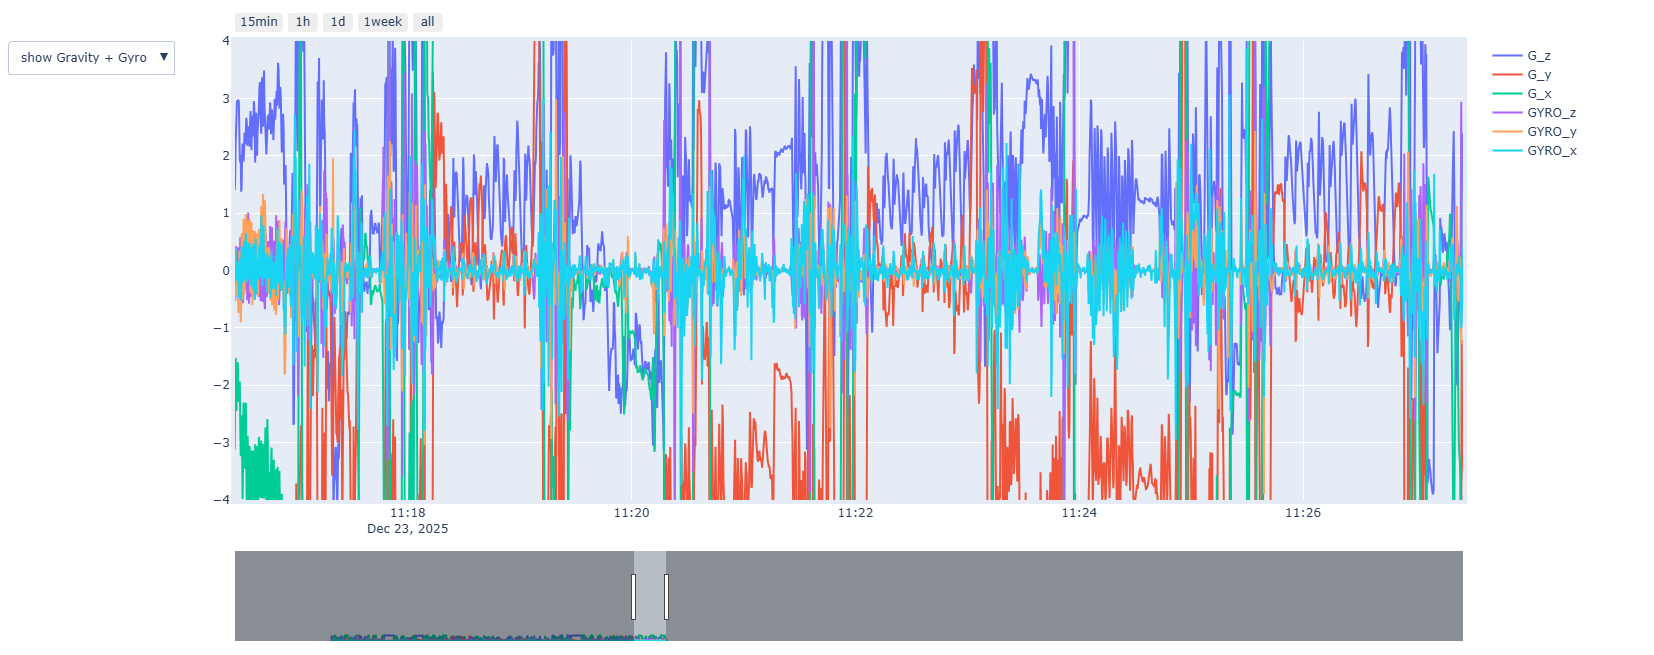 15min 1h 1d 1week all
show Gravity + Gyro ▼
4
3
2
1
0
−1
−2
−3
−4
11:18 11:20 11:22 11:24 11:26
Dec 23, 2025
G_z
G_y
G_x
GYRO_z
GYRO_y
GYRO_x